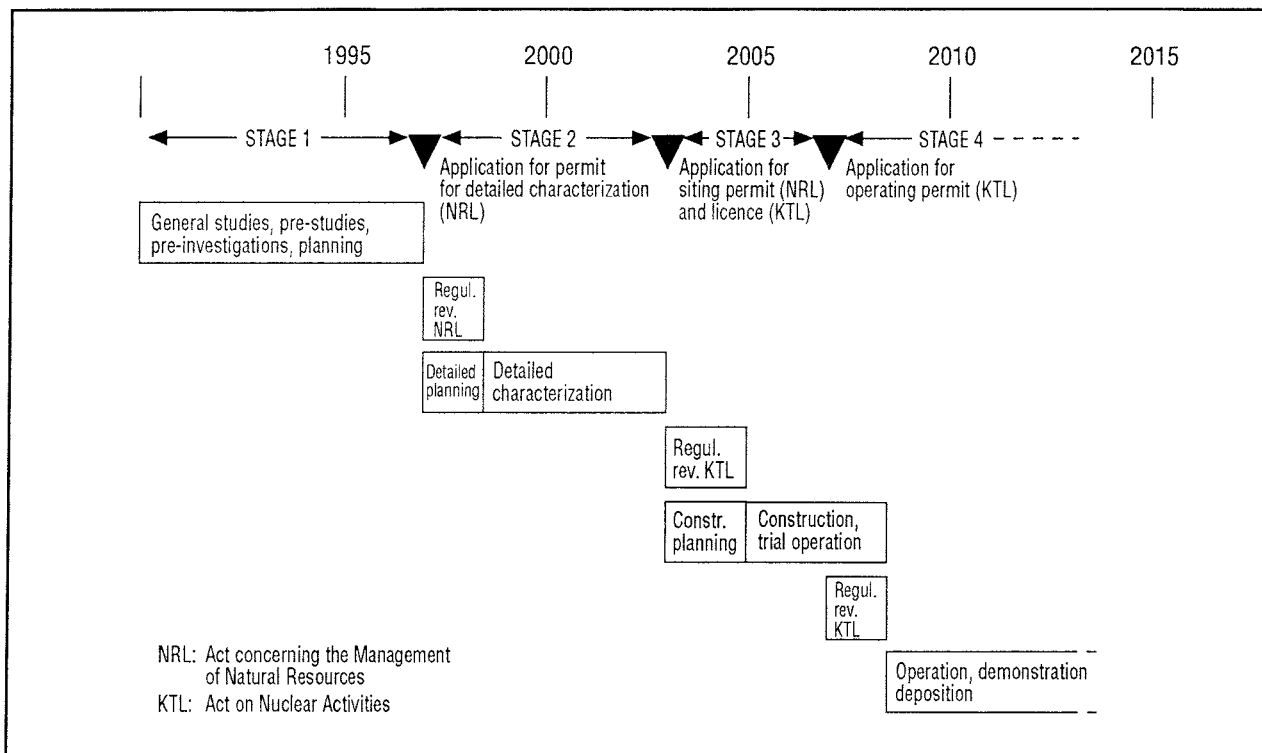 1995 2000 2005 2010 2015
STAGE 1 STAGE 2 STAGE 3 STAGE 4
Application for permit
for detailed characterization
(NRL)
Application for
siting permit (NRL)
and licence (KTL)
Application for
operating permit (KTL)
General studies, pre-studies,
pre-investigations, planning
Regul.
rev.
NRL
Detailed
planning
Detailed
characterization
Regul.
rev. KTL
Constr.
planning
Construction,
trial operation
Regul.
rev.
KTL
Operation, demonstration
deposition
NRL: Act concerning the Management
of Natural Resources
KTL: Act on Nuclear Activities